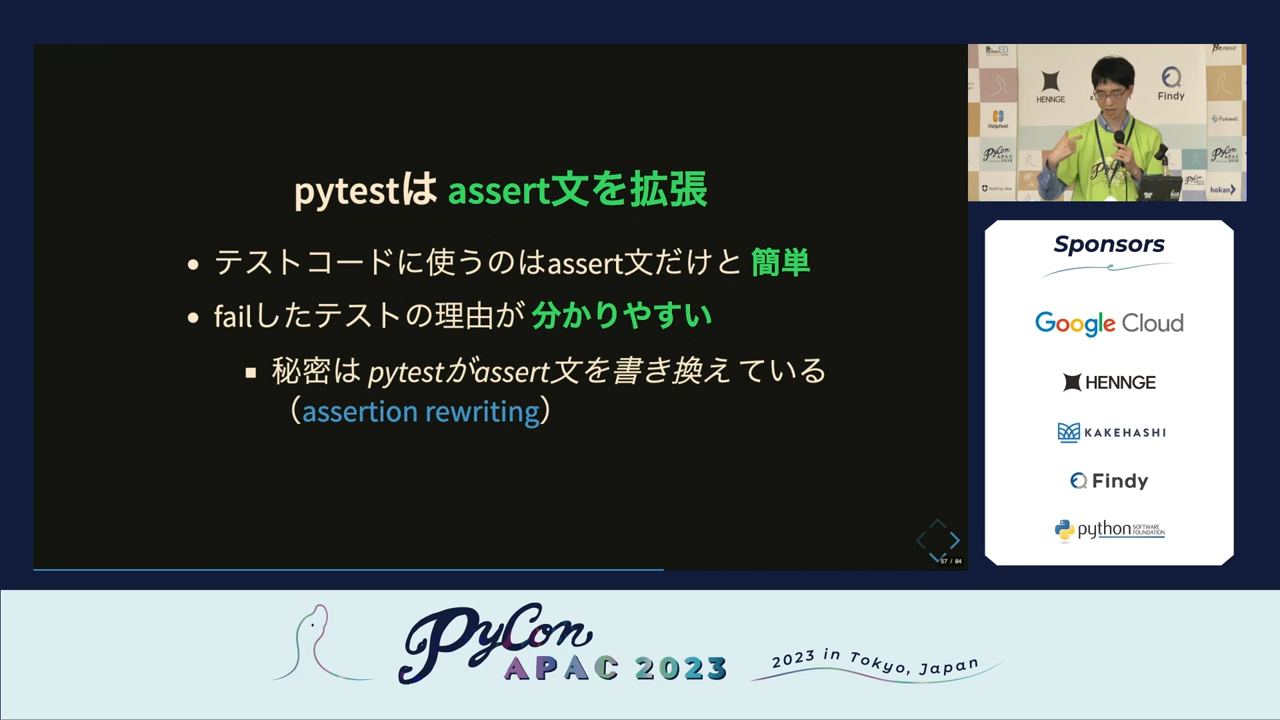 pytestは assert文を拡張
テストコードに使うのはassert文だけと 簡単
failしたテストの理由が 分かりやすい
秘密は pytestがassert文を書き換え ている
（assertion rewriting）
57 / 84
HENNGE
Findy
Helpfeel
hokan
Sponsors
Google Cloud
HENNGE
KAKEHASHI
Findy
python SOFTWARE FOUNDATION
PyCon
APAC 2023
2023 in Tokyo, Japan